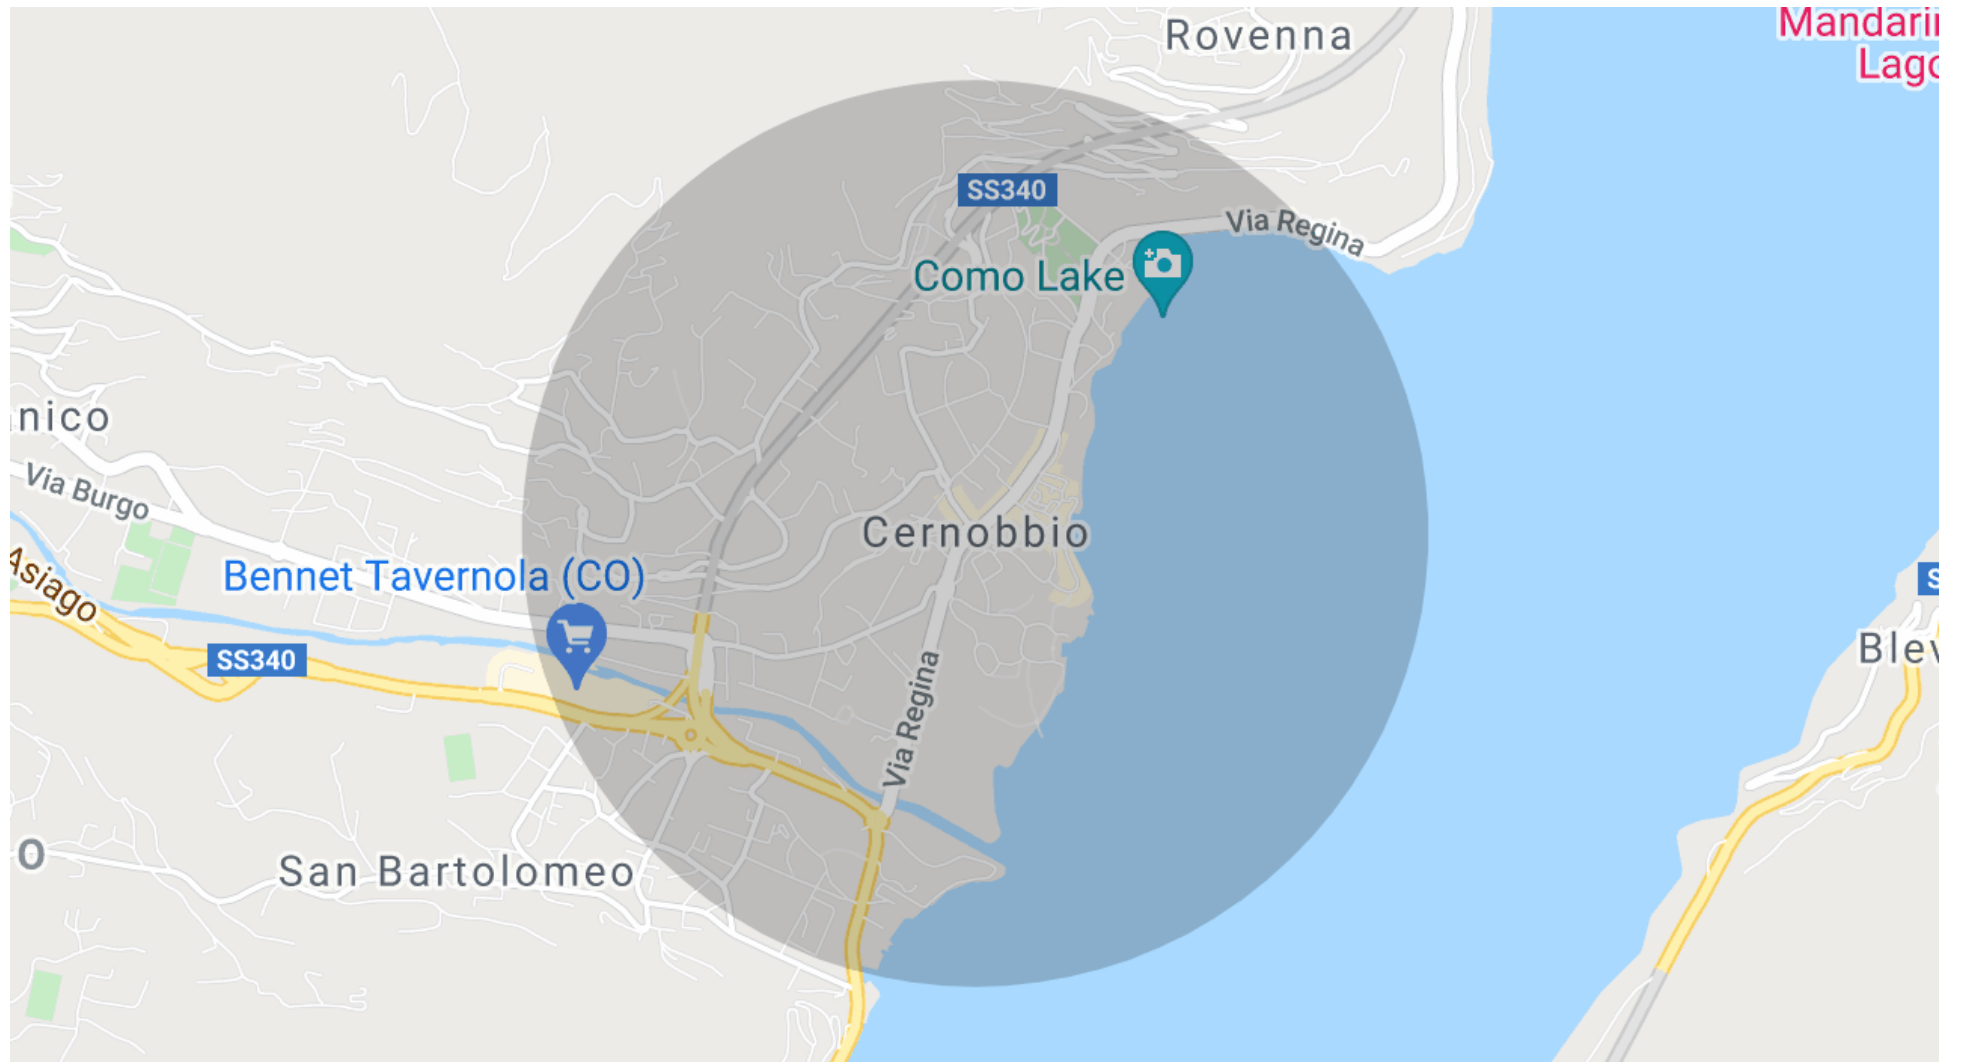 Rovenna
Mandari
Lago
SS340
Via Regina
Como Lake
nico
Via Burgo
Cernobbio
Asiago
Bennet Tavernola (CO)
S
SS340
Blev
Via Regina
San Bartolomeo
o